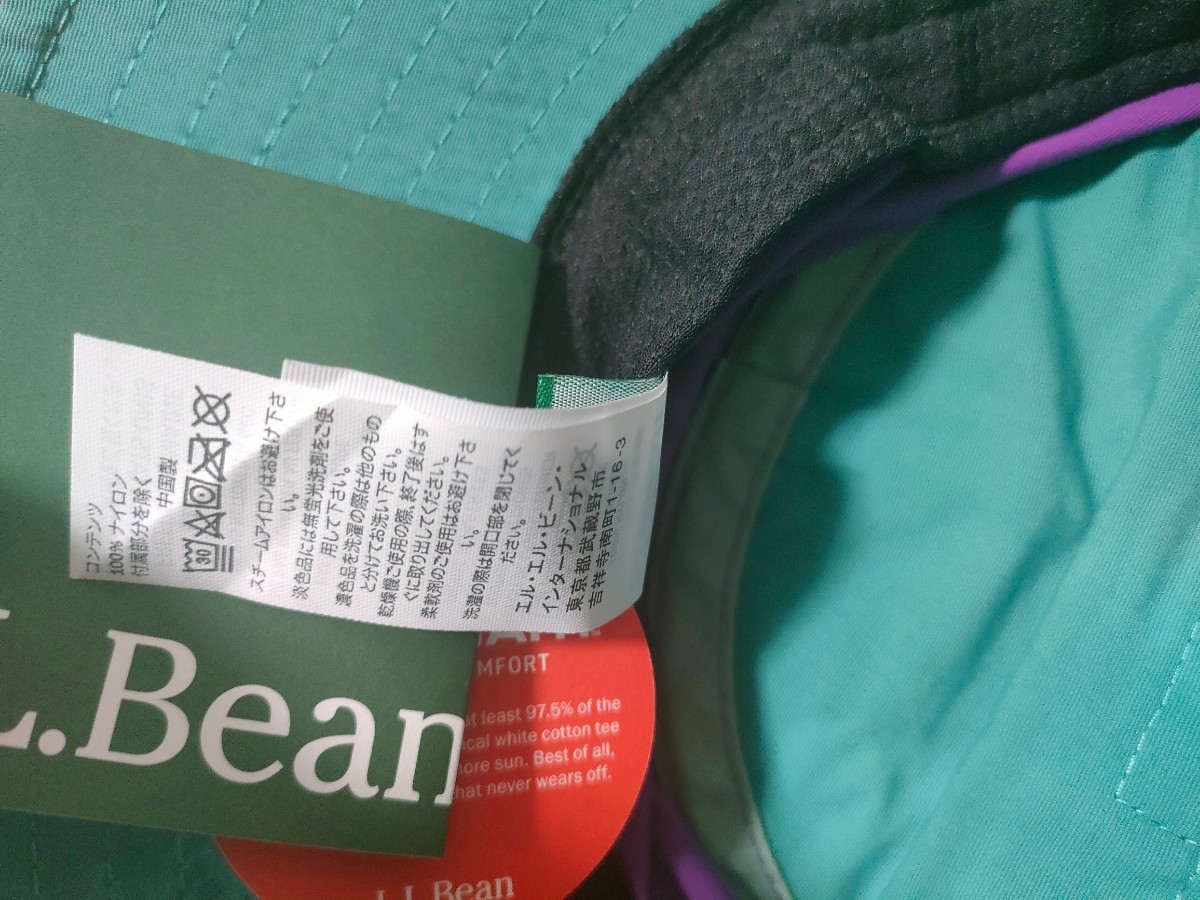 コンテンツ
100% ナイロン
付属部分を除く
中国製
30
スチームアイロンはお避け下さ
い。
淡色品には無蛍光洗剤をご使
用して下さい。
濃色品を洗濯の際は他のもの
と分けてお洗い下さい。
乾燥機ご使用の際、終了後はす
ぐに取り出してください。
柔軟剤のご使用はお避け下さ
い。
洗濯の際は開口部を閉じてく
ださい。
エル・エル・ビーン・
インターナショナル
東京都武蔵野市
吉祥寺南町1-16-3
L.Bean
MFORT
at least 97.5% of the
ical white cotton tee
ore sun. Best of all,
hat never wears off.
L.L.Bean